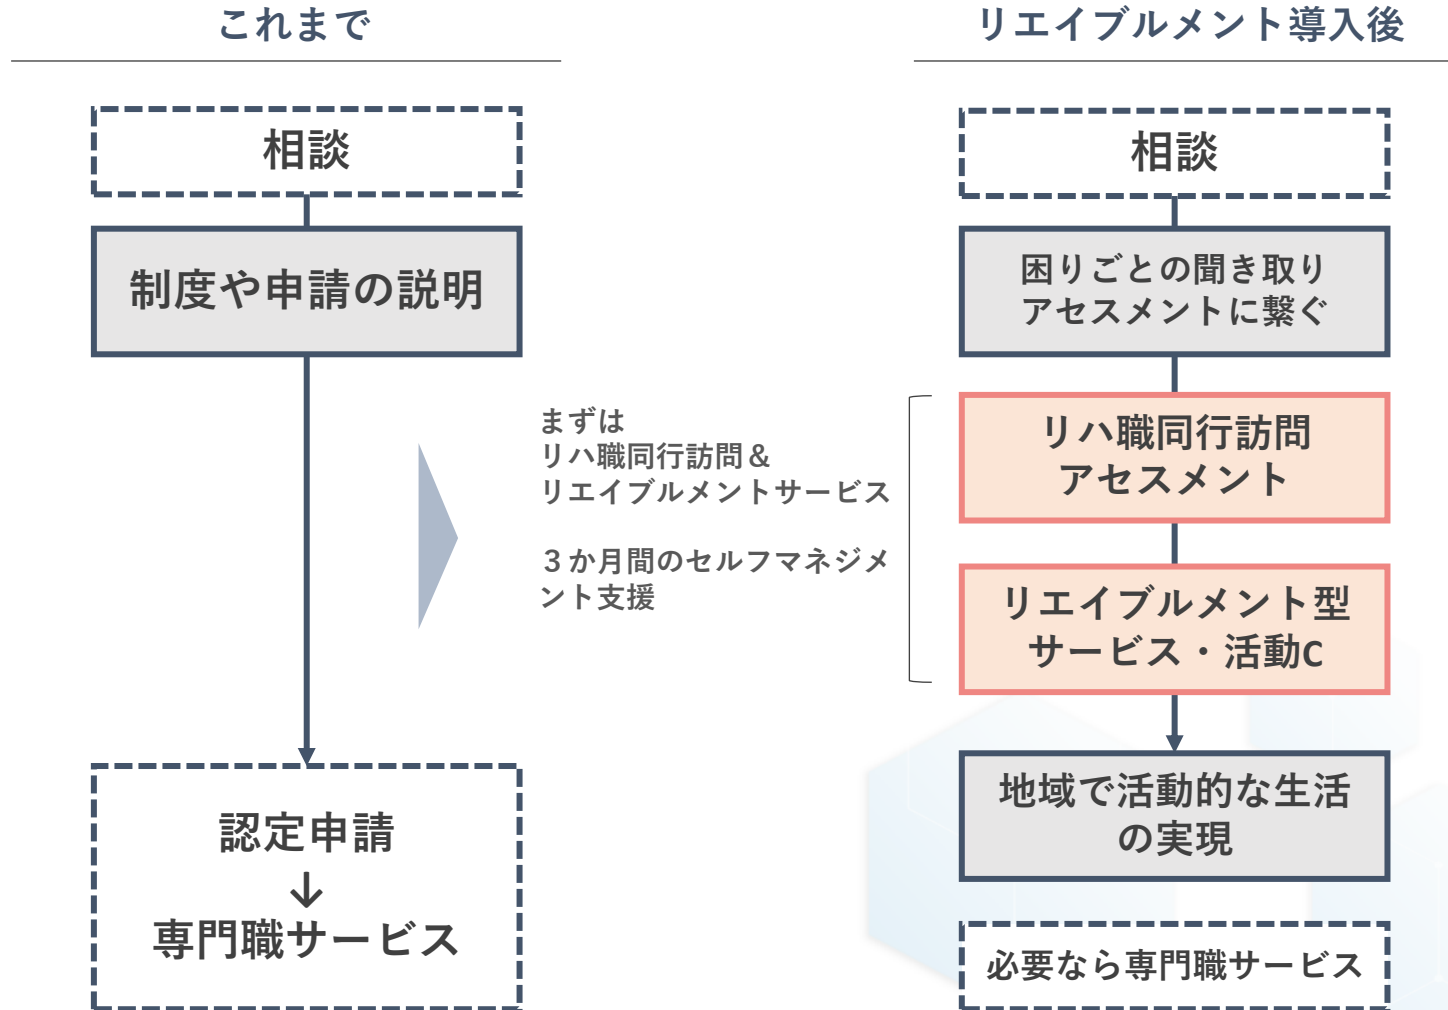 これまで
相談
制度や申請の説明
認定申請
↓
専門職サービス
まずは
リハ職同行訪問＆
リエイブルメントサービス
３か月間のセルフマネジメ
ント支援
リエイブルメント導入後
相談
困りごとの聞き取り
アセスメントに繋ぐ
リハ職同行訪問
アセスメント
リエイブルメント型
サービス・活動C
地域で活動的な生活
の実現
必要なら専門職サービス